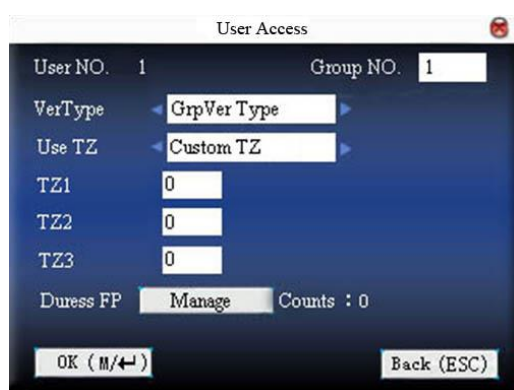 User Access
User NO. 1 Group NO. 1
VerType GrpVer Type
Use TZ Custom TZ
TZ1 0
TZ2 0
TZ3 0
Duress FP Manage Counts : 0
OK (M/↵) Back (ESC)